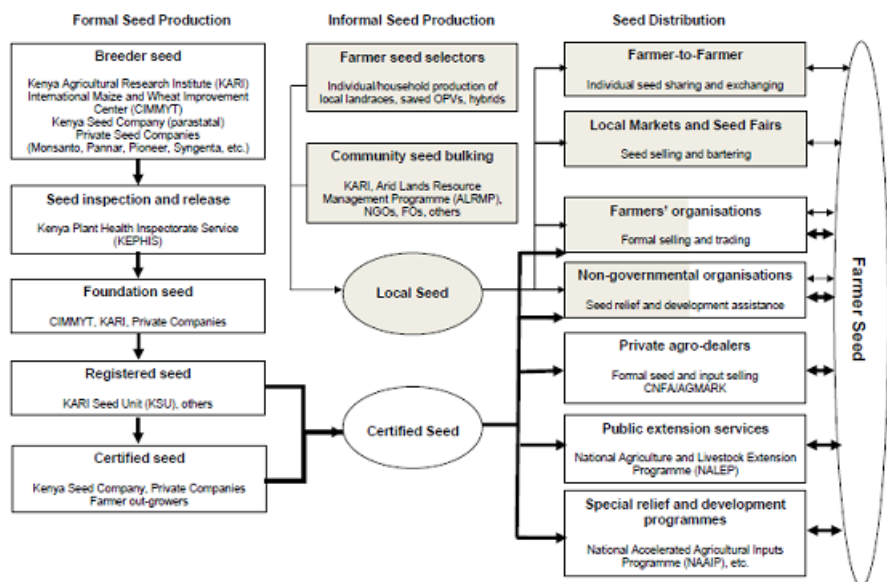 Formal Seed Production
Breeder seed
Kenya Agricultural Research Institute (KARI)
International Maize and Wheat Improvement
Center (CIMMYT)
Kenya Seed Company (parastatal)
Private Seed Companies
(Monsanto, Pannar, Pioneer, Syngenta, etc.)
Seed inspection and release
Kenya Plant Health Inspectorate Service
(KEPHIS)
Foundation seed
CIMMYT, KARI, Private Companies
Registered seed
KARI Seed Unit (KSU), others
Certified seed
Kenya Seed Company, Private Companies
Farmer out-growers
Informal Seed Production
Farmer seed selectors
Individual/household production of
local landraces, saved OPVs, hybrids
Community seed bulking
KARI, Arid Lands Resource
Management Programme (ALRMP),
NGOs, FOs, others
Local Seed
Certified Seed
Seed Distribution
Farmer-to-Farmer
Individual seed sharing and exchanging
Local Markets and Seed Fairs
Seed selling and bartering
Farmers' organisations
Formal selling and trading
Non-governmental organisations
Seed relief and development assistance
Private agro-dealers
Formal seed and input selling
CNFA/AGMARK
Public extension services
National Agriculture and Livestock Extension
Programme (NALEP)
Special relief and development
programmes
National Accelerated Agricultural Inputs
Programme (NAAIP), etc.
Farmer Seed